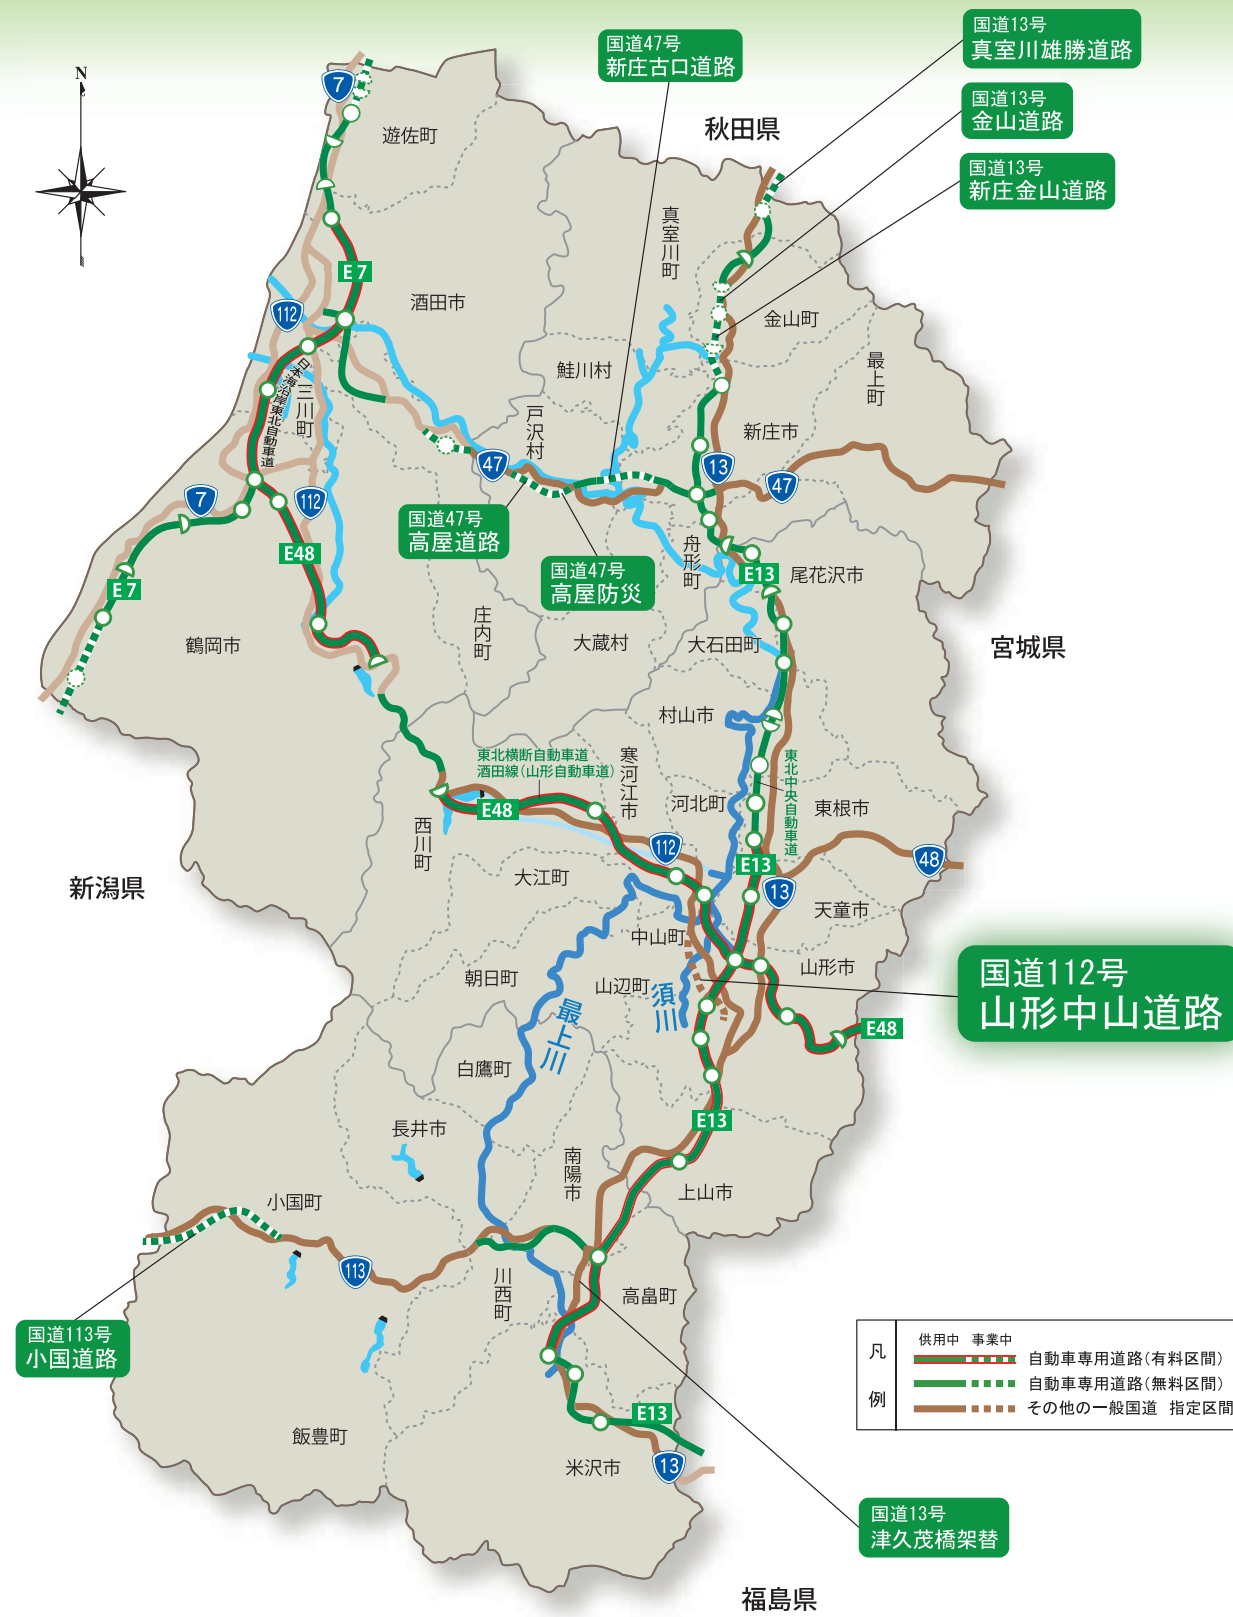 国道13号
真室川雄勝道路
国道47号
新庄古口道路
N
7
国道13号
金山道路
秋田県
遊佐町
国道13号
新庄金山道路
真室川町
E7
酒田市
112
金山町
最上町
鮭川村
日本海沿岸東北自動車道
三川町
戸沢村
新庄市
47
13
47
7
112
国道47号
高屋道路
E48
舟形町
E13
尾花沢市
国道47号
高屋防災
E7
庄内町
大蔵村
大石田町
鶴岡市
宮城県
村山市
東北横断自動車道
酒田線(山形自動車道)
寒河江市
東北中央自動車道
E48
河北町
東根市
西川町
112
E13
48
新潟県
大江町
13
天童市
中山町
山形市
国道112号
山形中山道路
朝日町
山辺町
須川
最上川
E48
白鷹町
長井市
E13
南陽市
上山市
小国町
113
川西町
高畠町
国道113号
小国道路
凡例
供用中 事業中
自動車専用道路(有料区間)
自動車専用道路(無料区間)
その他の一般国道 指定区間
E13
飯豊町
米沢市
13
国道13号
津久茂橋架替
福島県